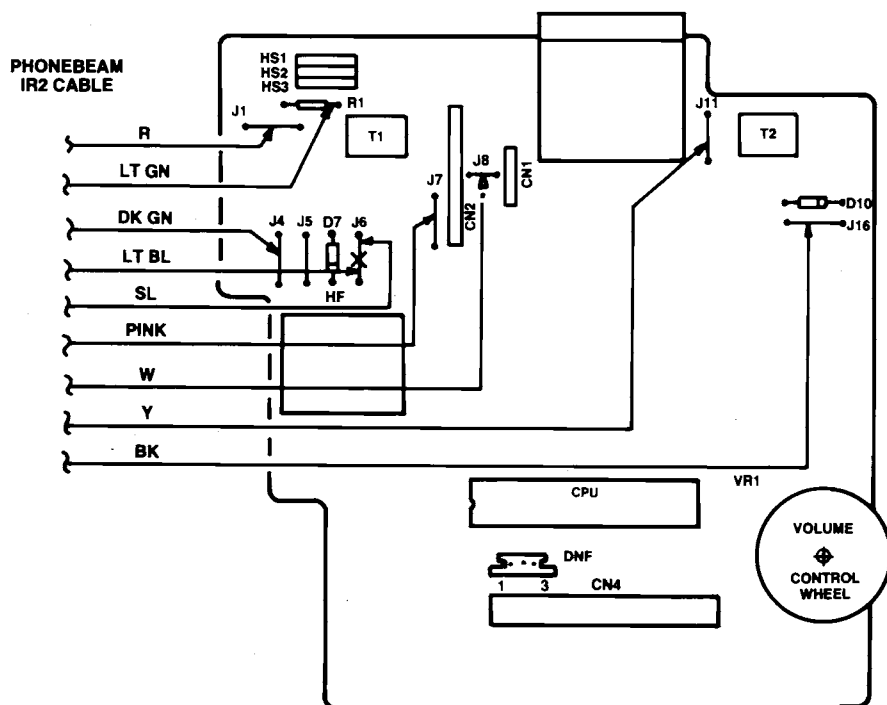 PHONEBEAM
IR2 CABLE
HS1
HS2
HS3
J1
R1
T1
J11
T2
R
LT GN
DK GN
LT BL
SL
PINK
W
Y
BK
J4
J5
D7
J6
HF
J7
CN2
J8
CN1
D10
J16
VR1
CPU
DNF
1
3
CN4
VOLUME
CONTROL
WHEEL